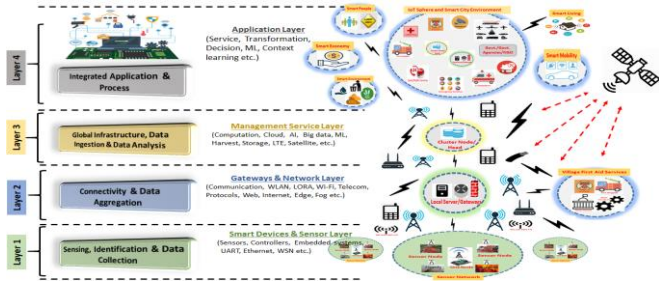 Layer 4
Integrated Application &
Process
Application Layer
(Service, Transformation,
Decision, ML, Context
learning etc.)
Smart People
Smart Economy
IoT Sphere and Smart City Environment
Smart Living
Smart Mobility
Layer 3
Global Infrastructure, Data
Ingestion & Data Analysis
Management Service Layer
(Computation, Cloud, AI, Big data, ML,
Harvest, Storage, LTE, Satellite, etc.)
Cluster Node/
Head
Layer 2
Connectivity & Data
Aggregation
Gateways & Network Layer
(Communication, WLAN, LORA, WI-FI, Telecom,
Protocols, Web, Internet, Edge, Fog etc.)
Local Server/Gateways
Village First Aid Services
Layer 1
Sensing, Identification & Data
Collection
Smart Devices & Sensor Layer
(Sensors, Controllers, Embedded systems,
UART, Ethernet, WSN etc.)
Sensor Node
Sensor Node
Sensor Network